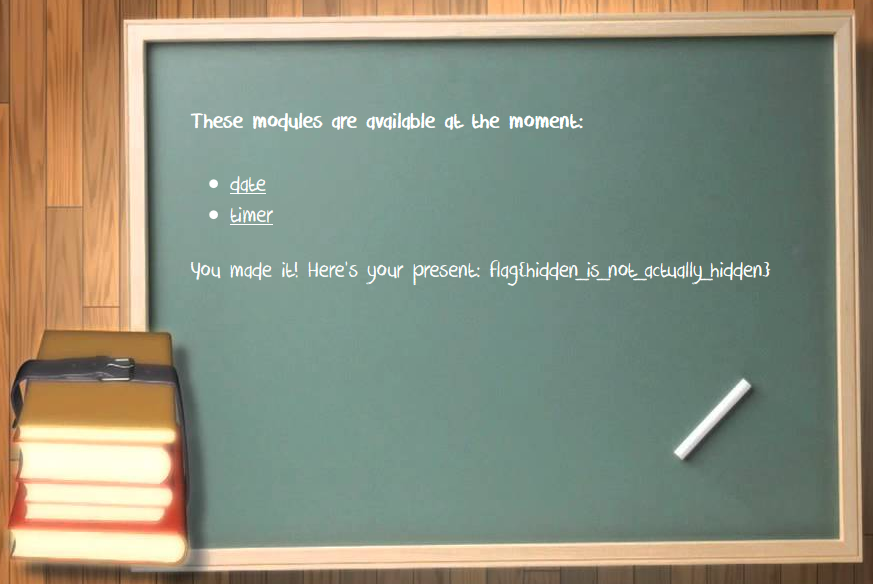 These modules are available at the moment:
date
timer
You made it! Here's your present: flag{hidden_is_not_actually_hidden}